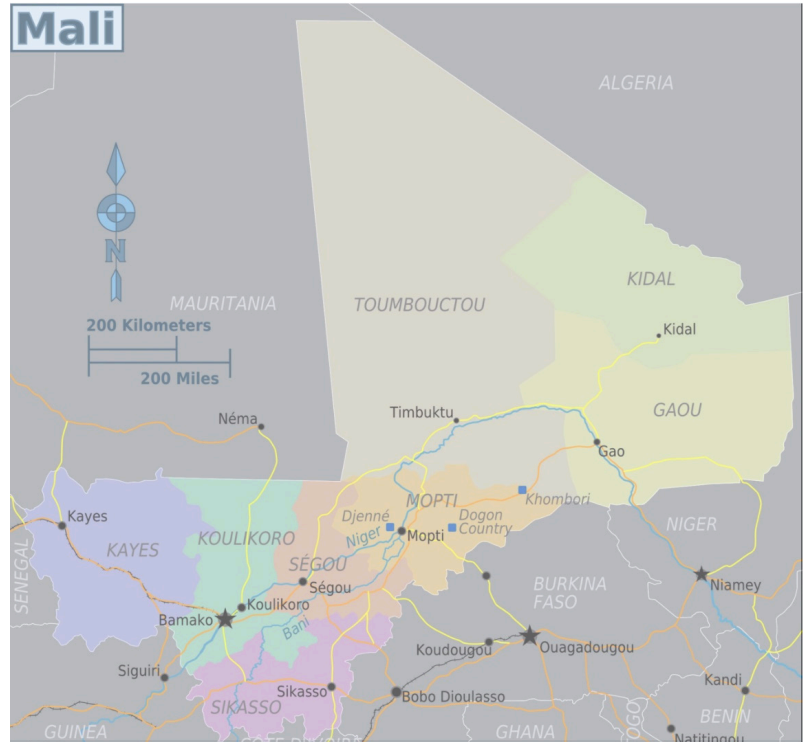 Mali
ALGERIA
N
MAURITANIA
TOUMBOUCTOU
KIDAL
200 Kilometers
200 Miles
Kidal
Néma
Timbuktu
GAOU
Gao
Kayes
KAYES
KOULIKORO
MOPTI
Khombori
Djenné
Dogon
Country
Niger
Mopti
NIGER
SENEGAL
SÉGOU
Ségou
BURKINA
FASO
Niamey
Koulikoro
Bamako
Bani
Koudougou
Ouagadougou
Siguiri
Sikasso
SIKASSO
Bobo Dioulasso
Kandi
GUINEA
GHANA
TOGO
BENIN
Natitingou